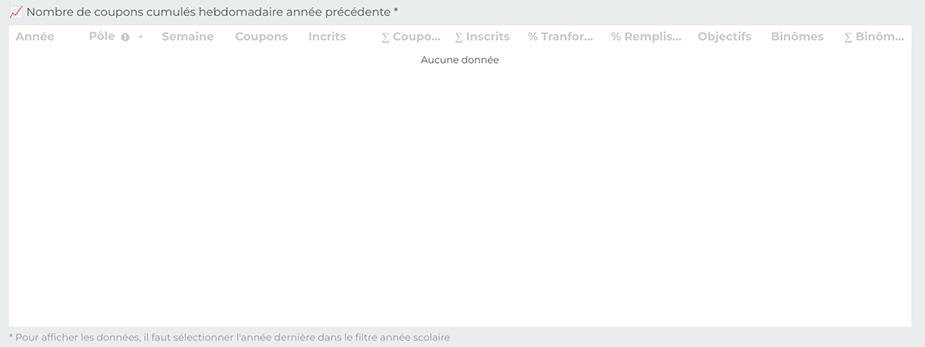 📈 Nombre de coupons cumulés hebdomadaire année précédente *
Année Pôle Semaine Coupons Incrits ∑ Coupo... ∑ Inscrits % Tranfor... % Remplis... Objectifs Binômes ∑ Binôm...
Aucune donnée
* Pour afficher les données, il faut sélectionner l'année dernière dans le filtre année scolaire